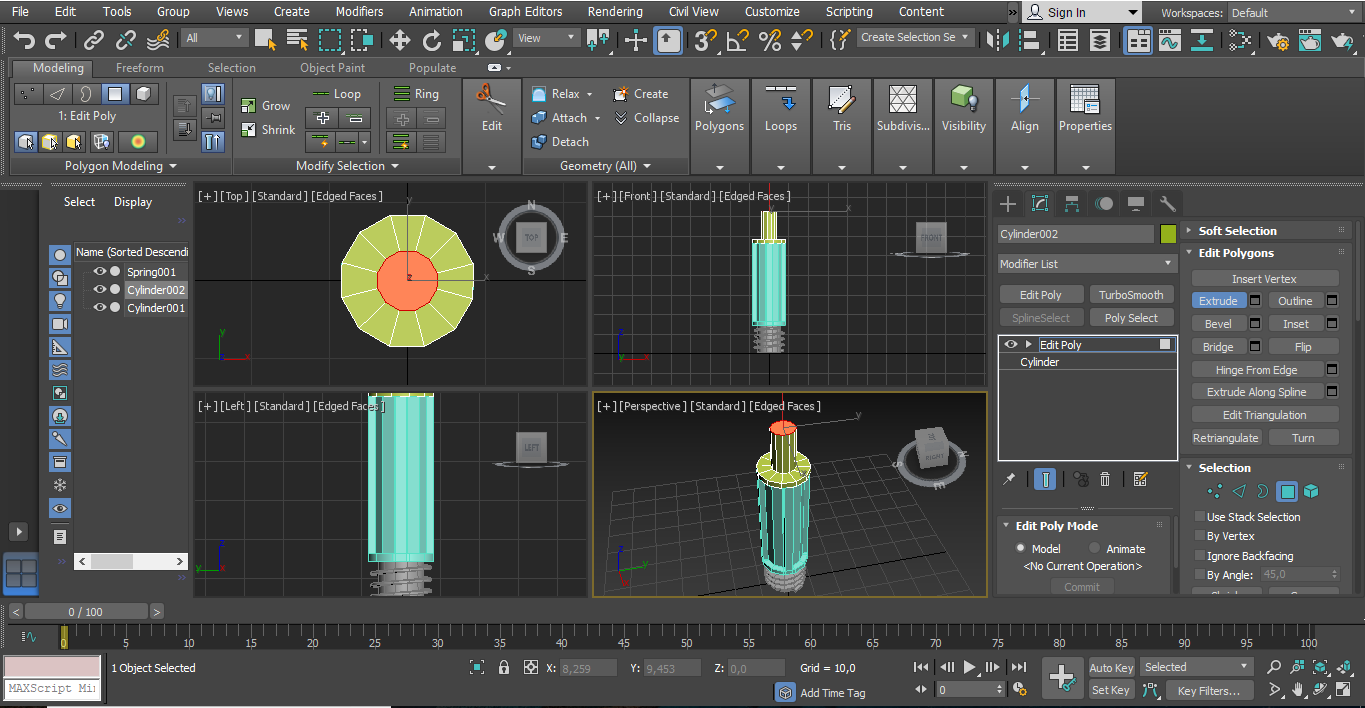 File Edit Tools Group Views Create Modifiers Animation Graph Editors Rendering Civil View Customize Scripting Content » Sign In Workspaces: Default
All View Create Selection Se
Modeling Freeform Selection Object Paint Populate
1: Edit Poly
Polygon Modeling
Grow
Shrink
Loop
Ring
Modify Selection
Edit
Relax Create
Attach Collapse
Detach
Geometry (All)
Polygons Loops Tris Subdivis... Visibility Align Properties
Select Display
Name (Sorted Descendi
Spring001
Cylinder002
Cylinder001
[+] [Top] [Standard] [Edged Faces]
N
W TOP E
S
y
x
y
x
[+] [Front] [Standard] [Edged Faces]
FRONT
x
[+] [Left] [Standard] [Edged Faces]
LEFT
[+] [Perspective] [Standard] [Edged Faces]
y
RIGHT
Cylinder002
Modifier List
Edit Poly TurboSmooth
SplineSelect Poly Select
Edit Poly
Cylinder
Edit Poly Mode
Model Animate
<No Current Operation>
Commit
Soft Selection
Edit Polygons
Insert Vertex
Extrude Outline
Bevel Inset
Bridge Flip
Hinge From Edge
Extrude Along Spline
Edit Triangulation
Retriangulate Turn
Selection
Use Stack Selection
By Vertex
Ignore Backfacing
By Angle: 45,0
< 0 / 100 >
0 5 10 15 20 25 30 35 40 45 50 55 60 65 70 75 80 85 90 95 100
1 Object Selected X: 8,259 Y: 9,453 Z: 0,0 Grid = 10,0 Auto Key Selected
MAXScript Mi Add Time Tag 0 Set Key Key Filters...